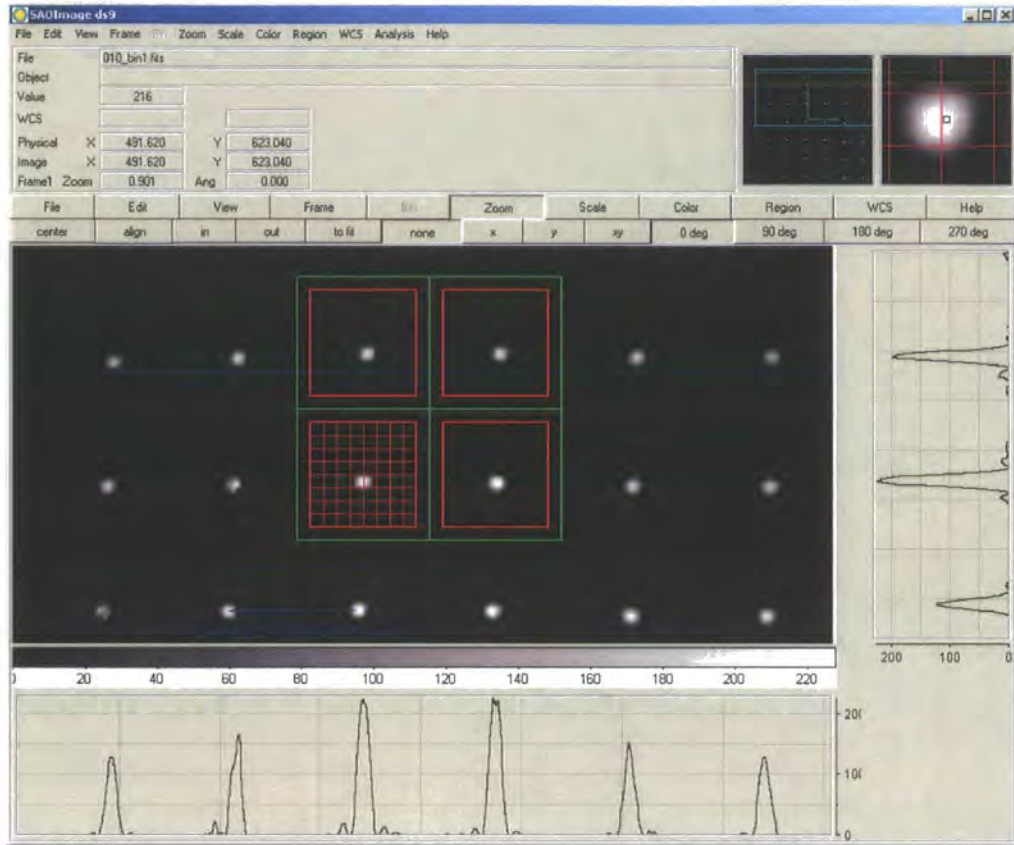 SAOImage ds9
File Edit View Frame Bin Zoom Scale Color Region WCS Analysis Help
File 010_bin1.fits
Object
Value 216
WCS
Physical X 491.620 Y 623.040
Image X 491.620 Y 623.040
Frame1 Zoom 0.901 Ang 0.000
File Edit View Frame Bin Zoom Scale Color Region WCS Help
center align in out to fit none x y xy 0 deg 90 deg 180 deg 270 deg
200 100 0
0 20 40 60 80 100 120 140 160 180 200 220
200
100
0